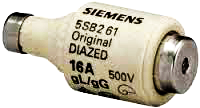 SIEMENS
5SB2 61
Original
DIAZED
16A 500V
gL/gG